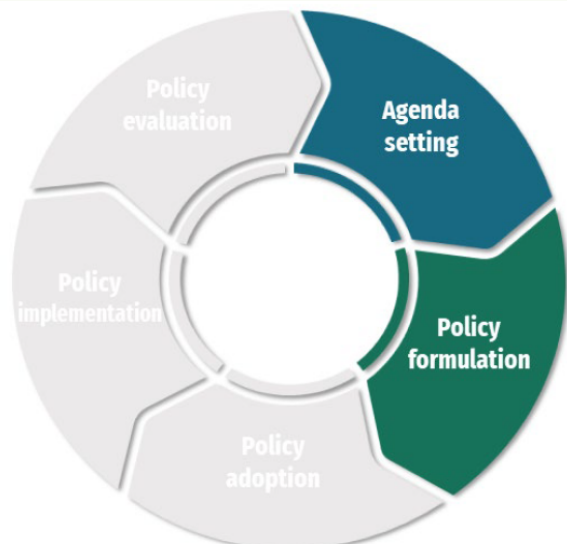 Agenda
setting
Policy
formulation
Policy
adoption
Policy
implementation
Policy
evaluation